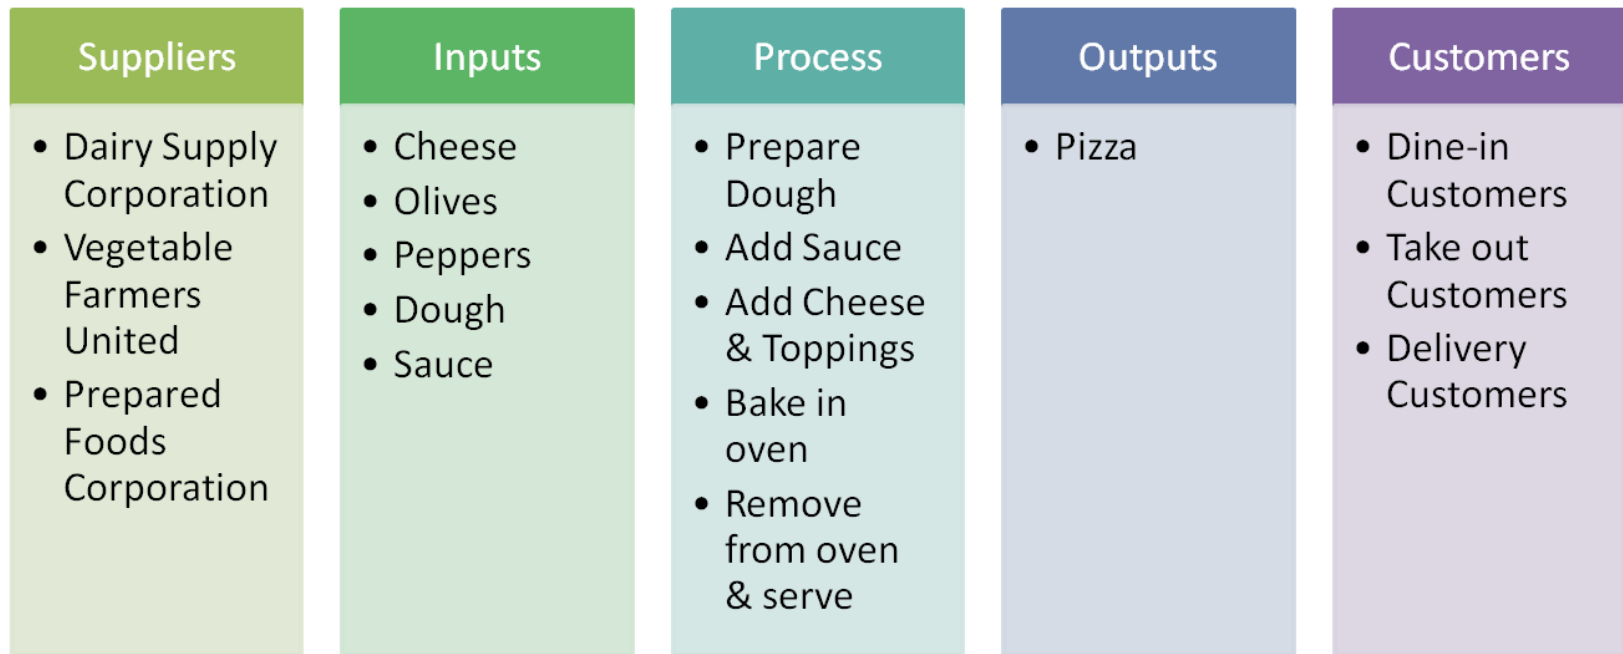 Suppliers
• Dairy Supply
Corporation
• Vegetable
Farmers
United
• Prepared
Foods
Corporation
Inputs
• Cheese
• Olives
• Peppers
• Dough
• Sauce
Process
• Prepare
Dough
• Add Sauce
• Add Cheese
& Toppings
• Bake in
oven
• Remove
from oven
& serve
Outputs
• Pizza
Customers
• Dine-in
Customers
• Take out
Customers
• Delivery
Customers